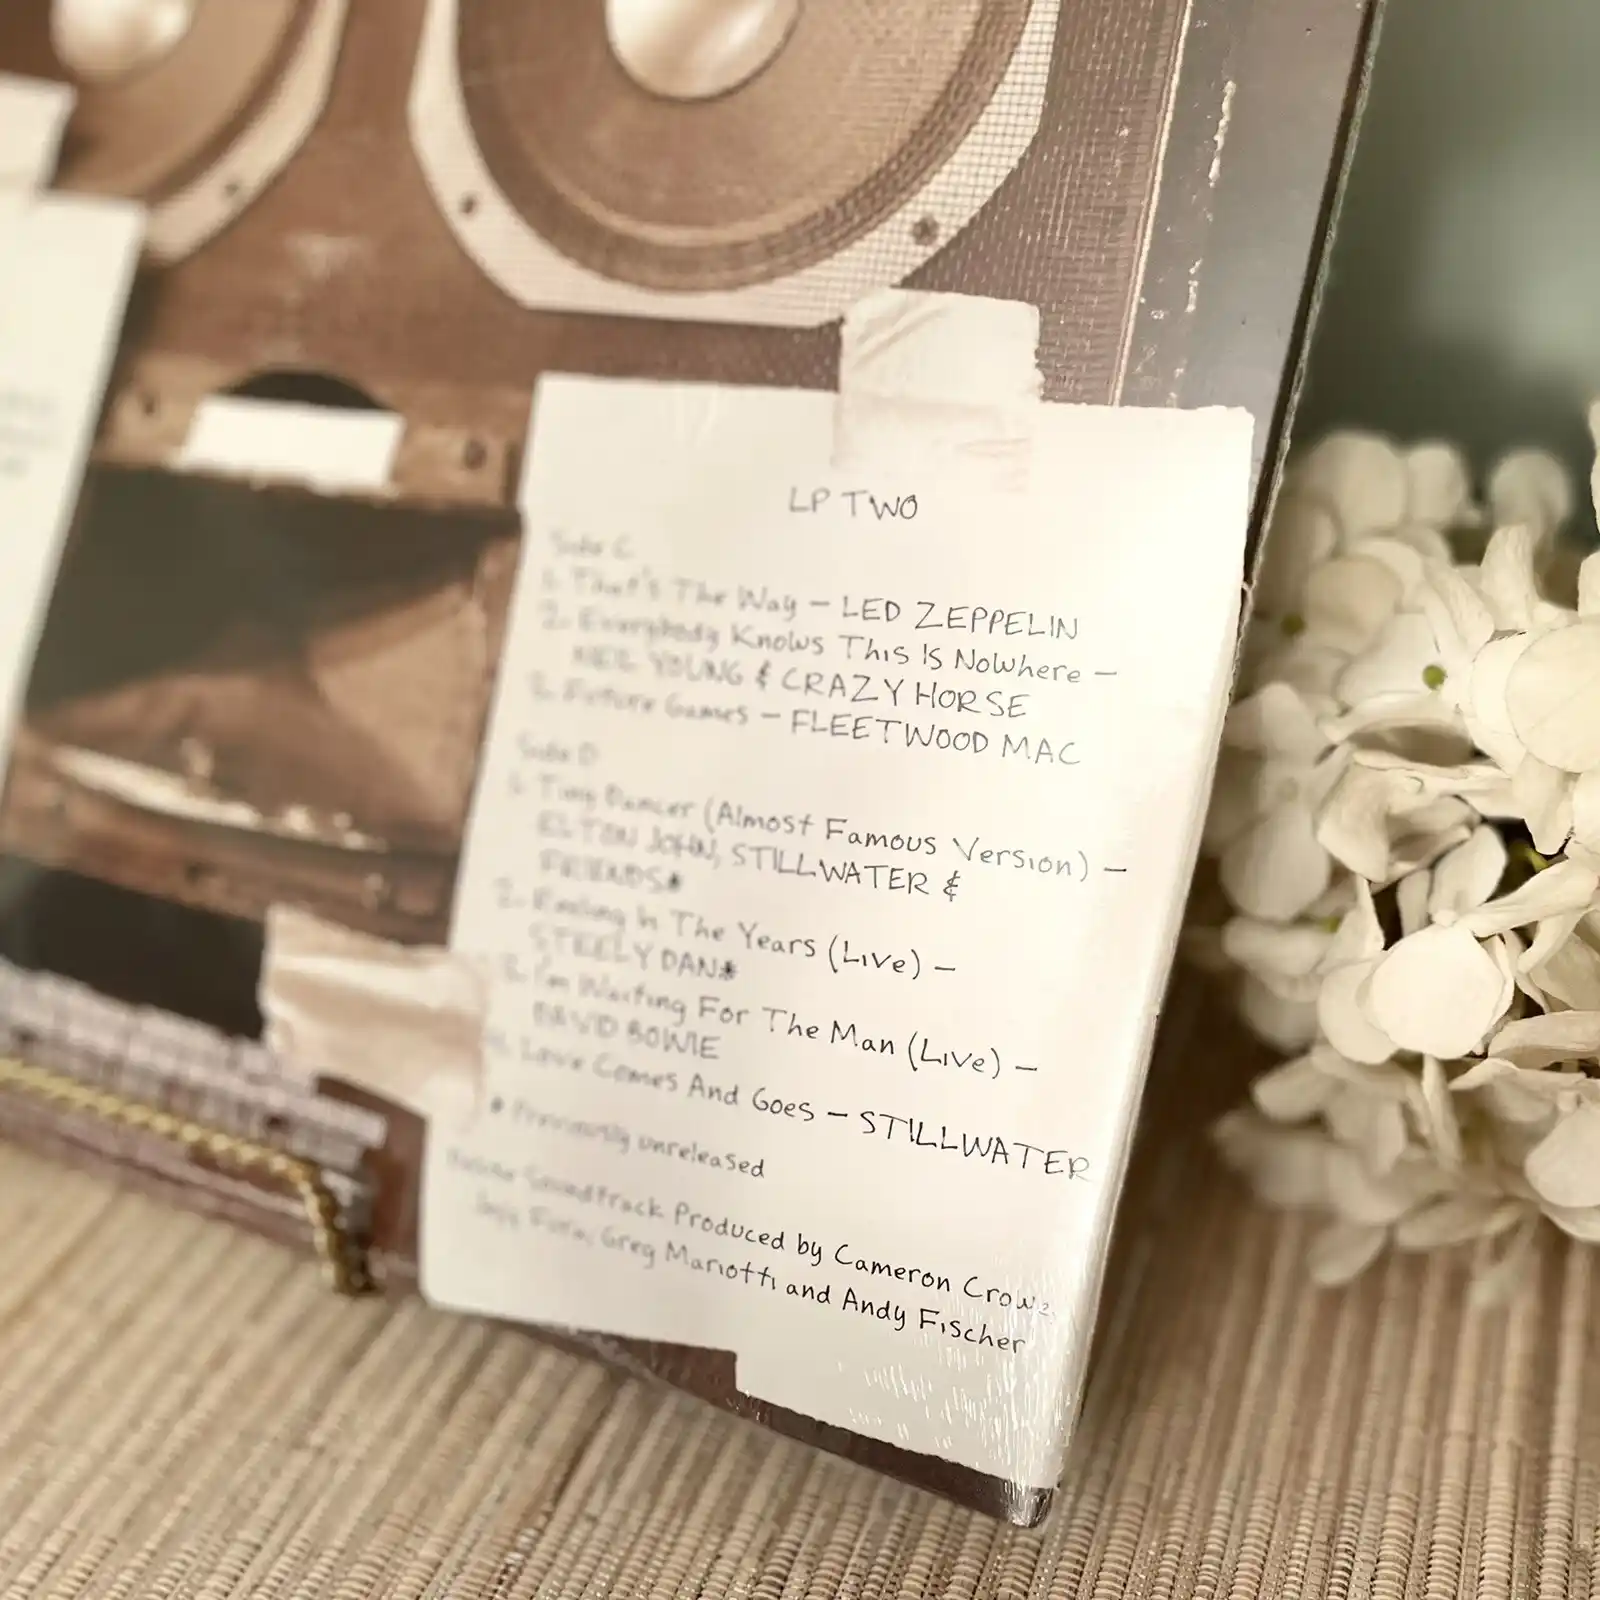 LP TWO
Side C
1. That's The Way – LED ZEPPELIN
2. Everybody Knows This Is Nowhere –
NEIL YOUNG & CRAZY HORSE
3. Future Games – FLEETWOOD MAC
Side D
1. Tiny Dancer (Almost Famous Version) –
ELTON JOHN, STILLWATER &
FRIENDS*
2. Reeling In The Years (Live) –
STEELY DAN*
3. I'm Waiting For The Man (Live) –
DAVID BOWIE
4. Love Comes And Goes – STILLWATER
* Previously unreleased
Soundtrack Produced by Cameron Crowe,
Greg Mariotti and Andy Fischer